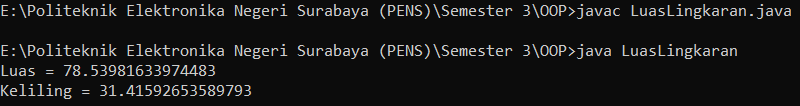 E:\Politeknik Elektronika Negeri Surabaya (PENS)\Semester 3\OOP>javac LuasLingkaran.java
E:\Politeknik Elektronika Negeri Surabaya (PENS)\Semester 3\OOP>java LuasLingkaran
Luas = 78.53981633974483
Keliling = 31.41592653589793